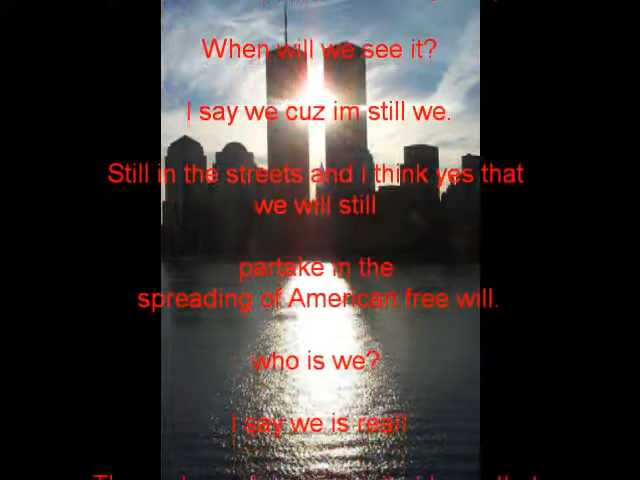 When will we see it?
I say we cuz im still we.
Still in the streets and i think yes that
we will still
partake in the
spreading of American free will.
who is we?
I say we is real!